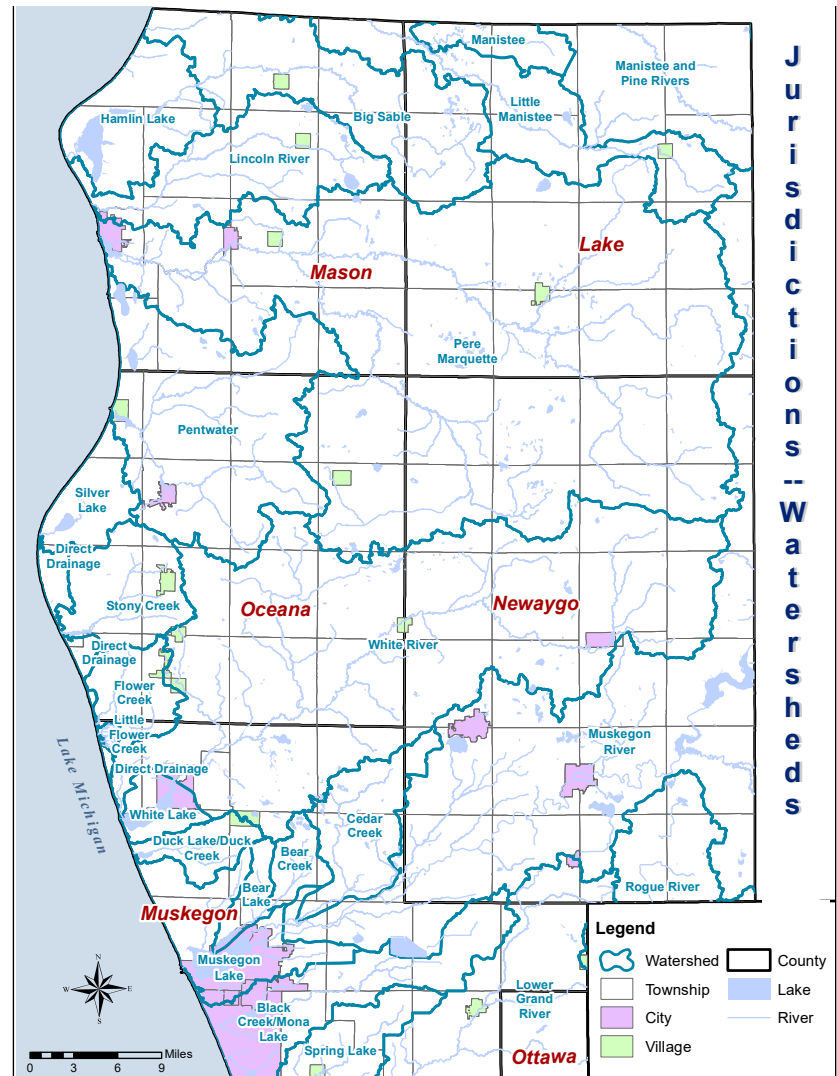 Manistee
Manistee and
Pine Rivers
Hamlin Lake
Big Sable
Little
Manistee
Lincoln River
Mason
Lake
Pere
Marquette
Pentwater
Silver
Lake
Direct
Drainage
Stony Creek
Oceana
Newaygo
White River
Direct
Drainage
Flower
Creek
Little
Flower
Creek
Lake Michigan
Muskegon
River
Direct Drainage
White Lake
Cedar
Creek
Duck Lake/Duck
Creek
Bear
Creek
Bear
Lake
Rogue River
Muskegon
Muskegon
Lake
Black
Creek/Mona
Lake
Lower
Grand
River
Spring Lake
Ottawa
N
W
E
S
0
3
6
9
Miles
Legend
Watershed
County
Township
Lake
City
River
Village
Jurisdictions--Watersheds